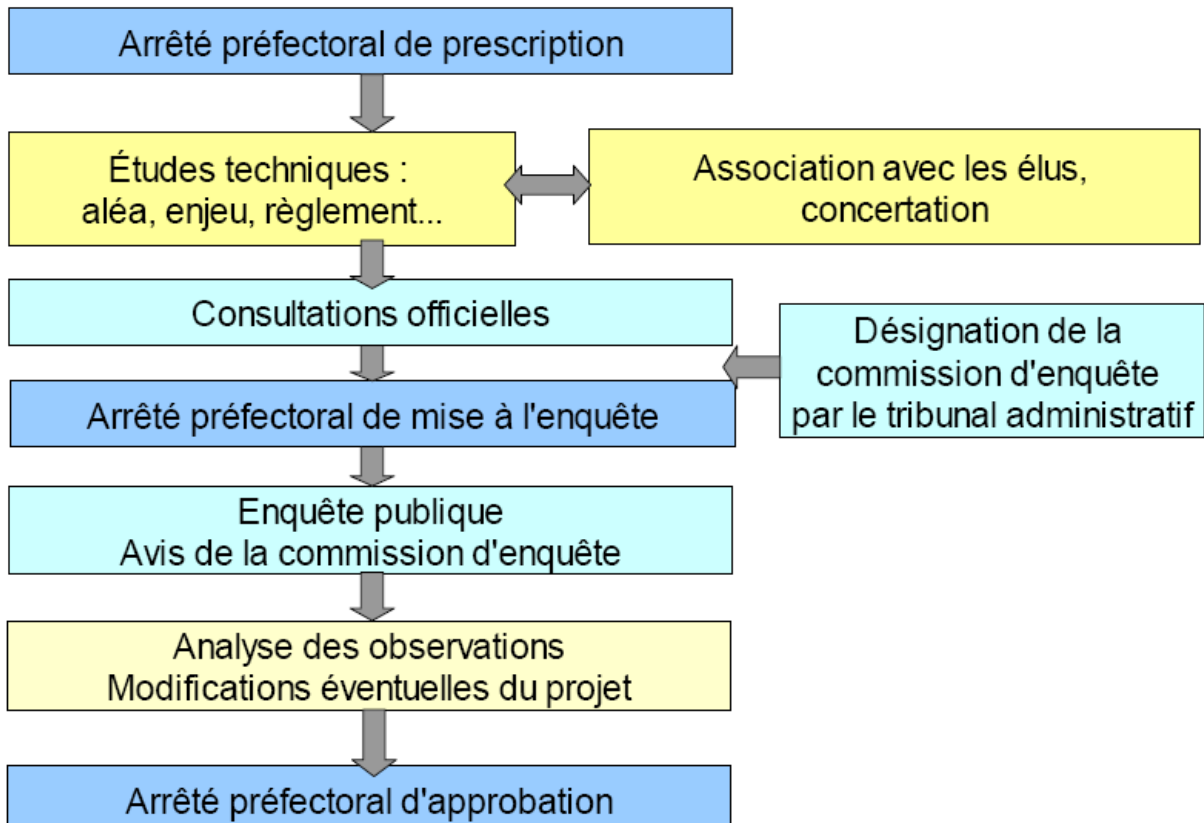 Arrêté préfectoral de prescription
Études techniques :
aléa, enjeu, règlement...
Association avec les élus,
concertation
Consultations officielles
Désignation de la
commission d'enquête
par le tribunal administratif
Arrêté préfectoral de mise à l'enquête
Enquête publique
Avis de la commission d'enquête
Analyse des observations
Modifications éventuelles du projet
Arrêté préfectoral d'approbation